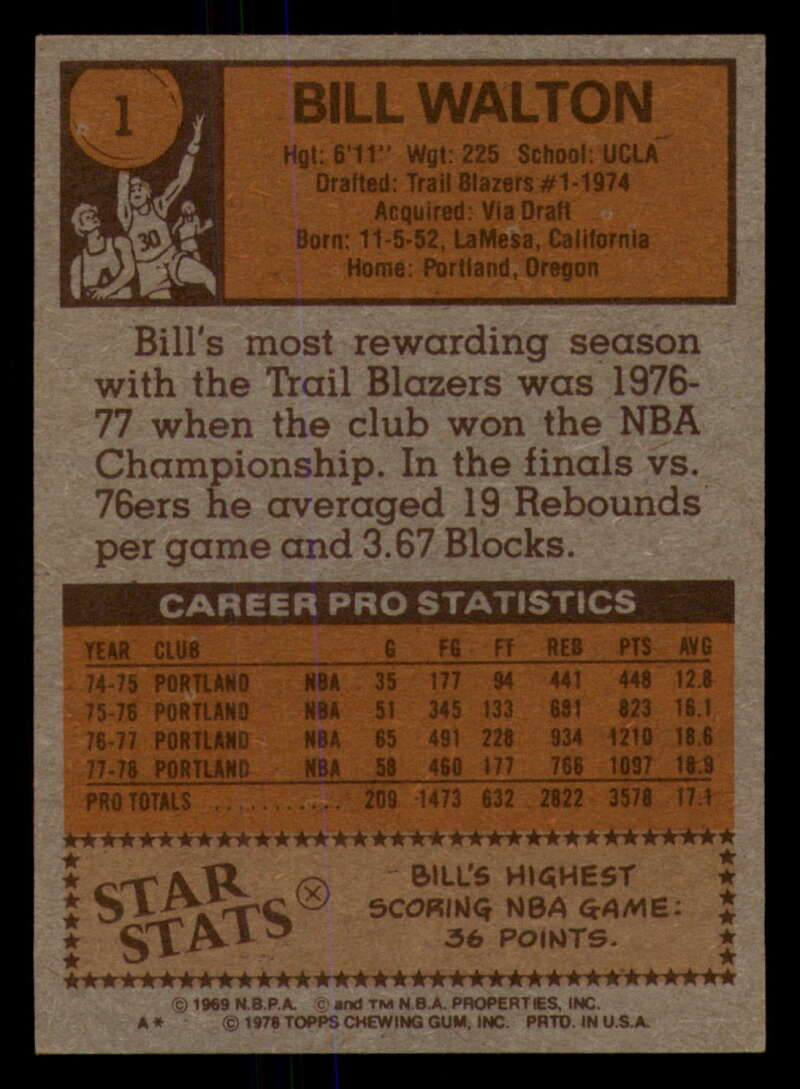 1
30
BILL WALTON
Hgt: 6'11" Wgt: 225 School: UCLA
Drafted: Trail Blazers #1-1974
Acquired: Via Draft
Born: 11-5-52, LaMesa, California
Home: Portland, Oregon
Bill's most rewarding season
with the Trail Blazers was 1976-
77 when the club won the NBA
Championship. In the finals vs.
76ers he averaged 19 Rebounds
per game and 3.67 Blocks.
CAREER PRO STATISTICS
YEAR CLUB G FG FT REB PTS AVG
74-75 PORTLAND NBA 35 177 94 441 448 12.8
75-76 PORTLAND NBA 51 345 133 691 823 16.1
76-77 PORTLAND NBA 65 491 228 934 1210 18.6
77-78 PORTLAND NBA 58 460 177 766 1097 18.9
PRO TOTALS ........... 209 1473 632 2822 3578 17.1
STAR
STATS
BILL'S HIGHEST
SCORING NBA GAME:
36 POINTS.
© 1969 N.B.P.A. © and TM N.B.A. PROPERTIES, INC.
A* © 1978 TOPPS CHEWING GUM, INC. PRTD. IN U.S.A.